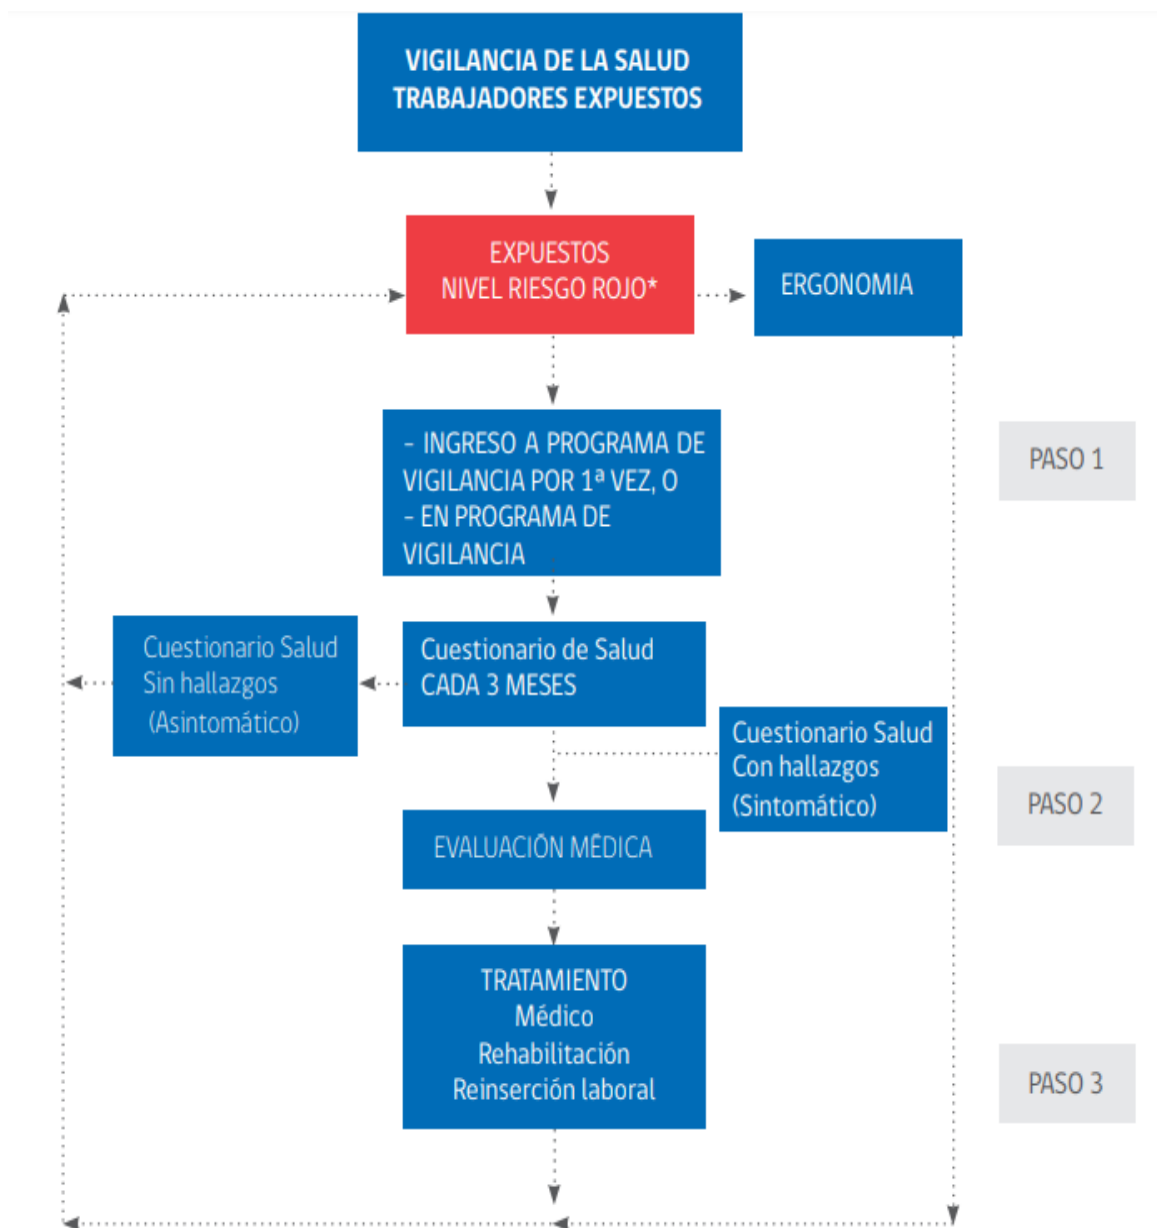 VIGILANCIA DE LA SALUD
TRABAJADORES EXPUESTOS
EXPUESTOS
NIVEL RIESGO ROJO*
ERGONOMIA
- INGRESO A PROGRAMA DE
VIGILANCIA POR 1ª VEZ, O
- EN PROGRAMA DE
VIGILANCIA
PASO 1
Cuestionario Salud
Sin hallazgos
(Asintomático)
Cuestionario de Salud
CADA 3 MESES
Cuestionario Salud
Con hallazgos
(Sintomático)
PASO 2
EVALUACIÓN MÉDICA
TRATAMIENTO
Médico
Rehabilitación
Reinserción laboral
PASO 3